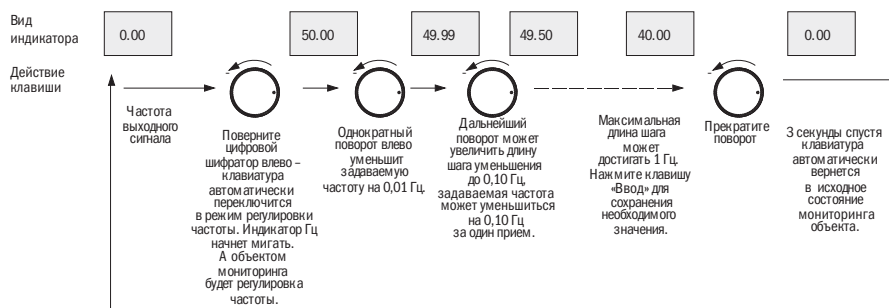 Вид
индикатора
0.00
50.00
49.99
49.50
40.00
0.00
Действие
клавиши
Частота
выходного
сигнала
Поверните
цифровой
шифратор влево –
клавиатура
автоматически
переключится
в режим регулировки
частоты. Индикатор Гц
начнет мигать.
А объектом
мониторинга
будет регулировка
частоты.
Однократный
поворот влево
уменьшит
задаваемую
частоту на 0,01 Гц.
Дальнейший
поворот может
увеличить длину
шага уменьшения
до 0,10 Гц,
задаваемая частота
может уменьшиться
на 0,10 Гц
за один прием.
Максимальная
длина шага
может
достигать 1 Гц.
Нажмите клавишу
«Ввод» для
сохранения
необходимого
значения.
Прекратите
поворот
3 секунды спустя
клавиатура
автоматически
вернется
в исходное
состояние
мониторинга
объекта.